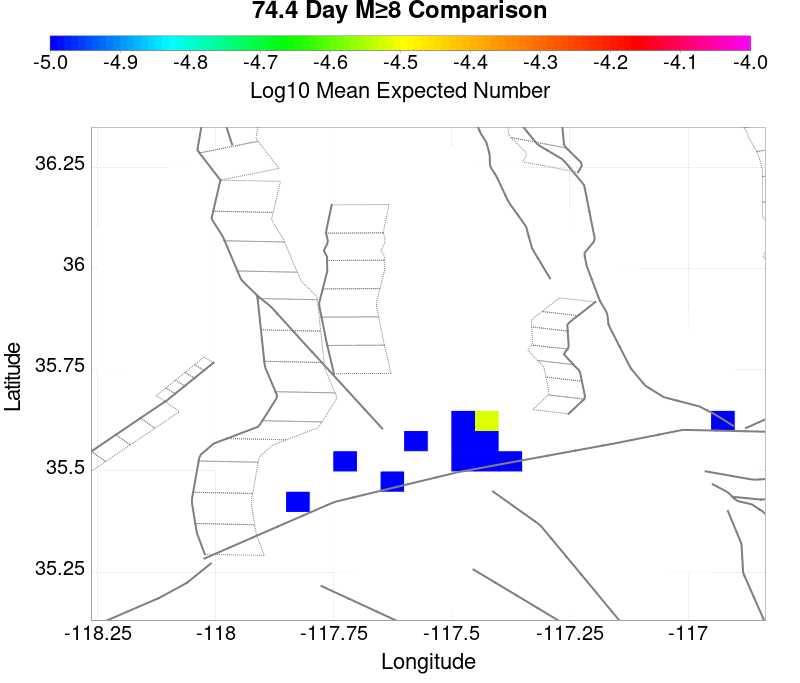 74.4 Day M≥8 Comparison
-5.0 -4.9 -4.8 -4.7 -4.6 -4.5 -4.4 -4.3 -4.2 -4.1 -4.0
Log10 Mean Expected Number
36.25
36
35.75
35.5
35.25
Latitude
-118.25 -118 -117.75 -117.5 -117.25 -117
Longitude